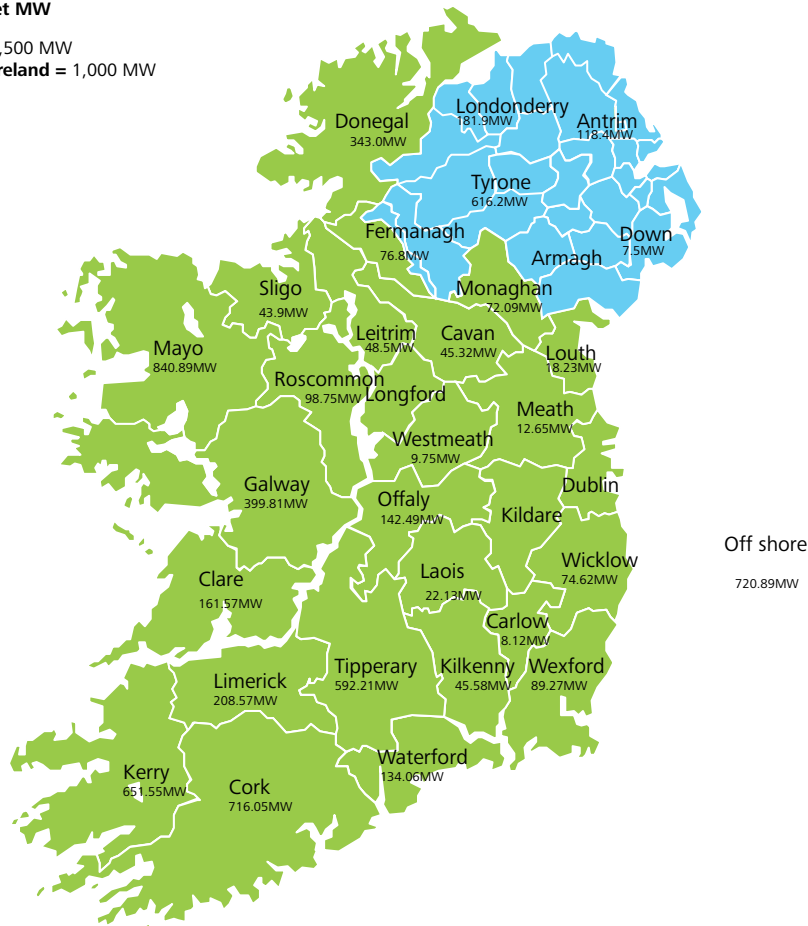 MW
,500 MW
= 1,000 MW
Donegal
343.0MW
Londonderry
181.9MW
Antrim
118.4MW
Tyrone
616.2MW
Fermanagh
76.8MW
Down
7.5MW
Armagh
Monaghan
72.09MW
Sligo
43.9MW
Leitrim
48.5MW
Cavan
45.32MW
Louth
18.23MW
Mayo
840.89MW
Roscommon
98.75MW
Longford
Meath
12.65MW
Westmeath
9.75MW
Galway
399.81MW
Offaly
142.49MW
Kildare
Dublin
Off shore
720.89MW
Clare
161.57MW
Laois
22.13MW
Wicklow
74.62MW
Carlow
8.12MW
Limerick
208.57MW
Tipperary
592.21MW
Kilkenny
45.58MW
Wexford
89.27MW
Kerry
651.55MW
Cork
716.05MW
Waterford
134.06MW